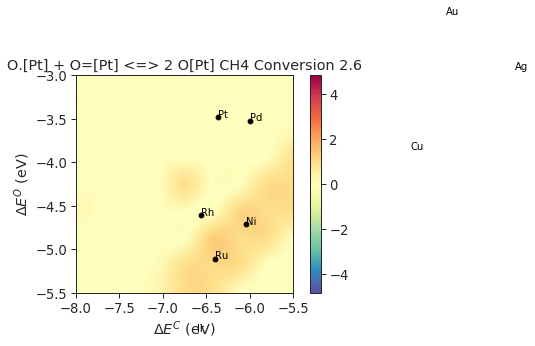 Au
O.[Pt] + O=[Pt] <=> 2 O[Pt] CH4 Conversion 2.6
Ag
−3.0
−3.5
−4.0
−4.5
−5.0
−5.5
ΔE^O (eV)
Pt
Pd
Cu
Rh
Ni
Ru
4
2
0
−2
−4
−8.0 −7.5 −7.0 −6.5 −6.0 −5.5
ΔE^C (eV)